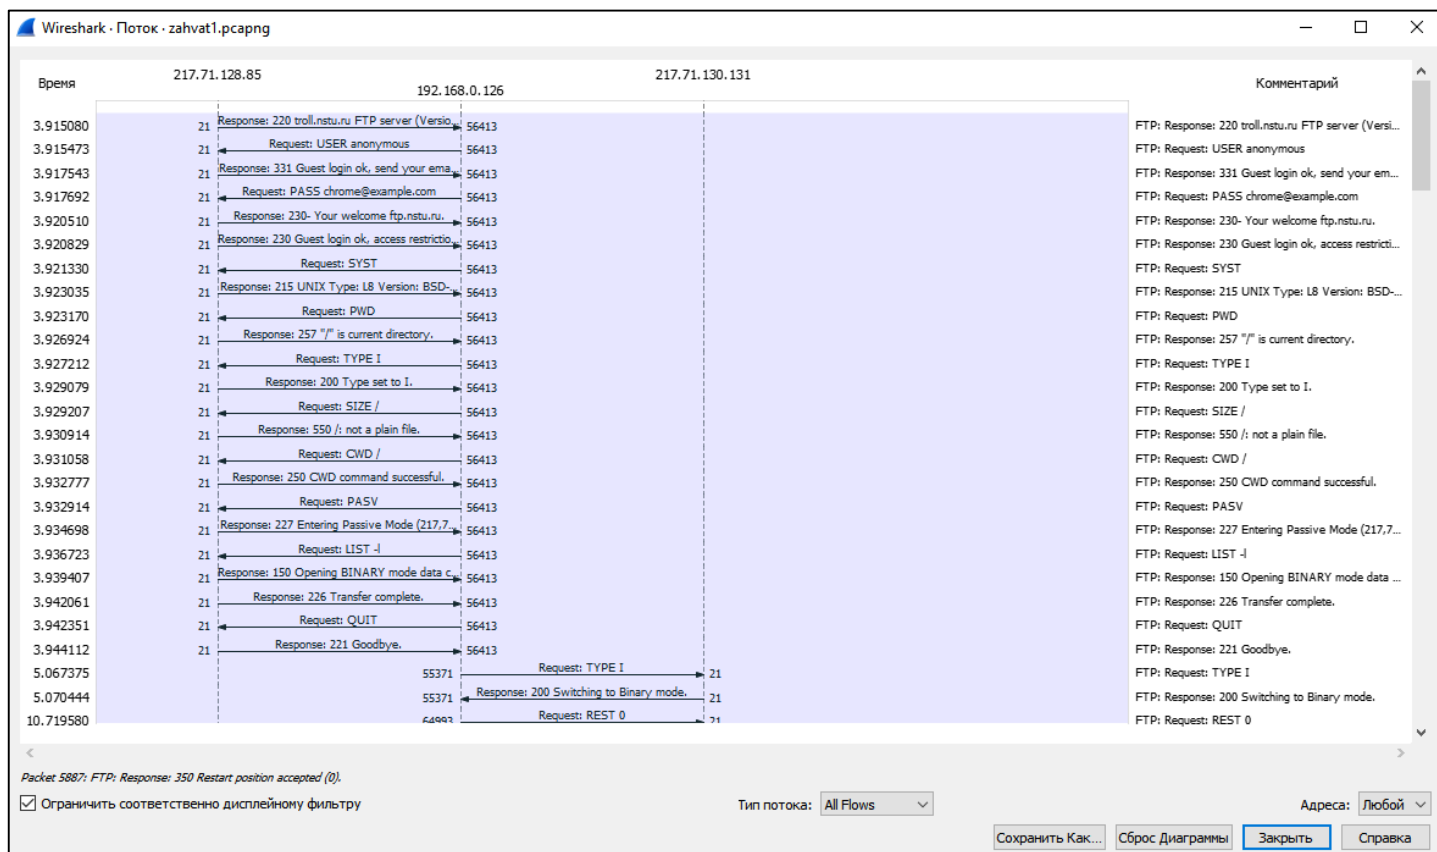 Wireshark · Поток · zahvat1.pcapng
Время 217.71.128.85 192.168.0.126 217.71.130.131 Комментарий
3.915080 21 Response: 220 troll.nstu.ru FTP server (Versio... 56413 FTP: Response: 220 troll.nstu.ru FTP server (Versi...
3.915473 21 Request: USER anonymous 56413 FTP: Request: USER anonymous
3.917543 21 Response: 331 Guest login ok, send your ema... 56413 FTP: Response: 331 Guest login ok, send your em...
3.917692 21 Request: PASS chrome@example.com 56413 FTP: Request: PASS chrome@example.com
3.920510 21 Response: 230- Your welcome ftp.nstu.ru. 56413 FTP: Response: 230- Your welcome ftp.nstu.ru.
3.920829 21 Response: 230 Guest login ok, access restrictio... 56413 FTP: Response: 230 Guest login ok, access restricti...
3.921330 21 Request: SYST 56413 FTP: Request: SYST
3.923035 21 Response: 215 UNIX Type: L8 Version: BSD-... 56413 FTP: Response: 215 UNIX Type: L8 Version: BSD-...
3.923170 21 Request: PWD 56413 FTP: Request: PWD
3.926924 21 Response: 257 "/" is current directory. 56413 FTP: Response: 257 "/" is current directory.
3.927212 21 Request: TYPE I 56413 FTP: Request: TYPE I
3.929079 21 Response: 200 Type set to I. 56413 FTP: Response: 200 Type set to I.
3.929207 21 Request: SIZE / 56413 FTP: Request: SIZE /
3.930914 21 Response: 550 /: not a plain file. 56413 FTP: Response: 550 /: not a plain file.
3.931058 21 Request: CWD / 56413 FTP: Request: CWD /
3.932777 21 Response: 250 CWD command successful. 56413 FTP: Response: 250 CWD command successful.
3.932914 21 Request: PASV 56413 FTP: Request: PASV
3.934698 21 Response: 227 Entering Passive Mode (217,7... 56413 FTP: Response: 227 Entering Passive Mode (217,7...
3.936723 21 Request: LIST -l 56413 FTP: Request: LIST -l
3.939407 21 Response: 150 Opening BINARY mode data c... 56413 FTP: Response: 150 Opening BINARY mode data ...
3.942061 21 Response: 226 Transfer complete. 56413 FTP: Response: 226 Transfer complete.
3.942351 21 Request: QUIT 56413 FTP: Request: QUIT
3.944112 21 Response: 221 Goodbye. 56413 FTP: Response: 221 Goodbye.
5.067375 55371 Request: TYPE I 21 FTP: Request: TYPE I
5.070444 55371 Response: 200 Switching to Binary mode. 21 FTP: Response: 200 Switching to Binary mode.
10.719580 64993 Request: REST 0 21 FTP: Request: REST 0
Packet 5887: FTP: Response: 350 Restart position accepted (0).
Ограничить соответственно дисплейному фильтру Тип потока: All Flows Адреса: Любой
Сохранить Как... Сброс Диаграммы Закрыть Справка